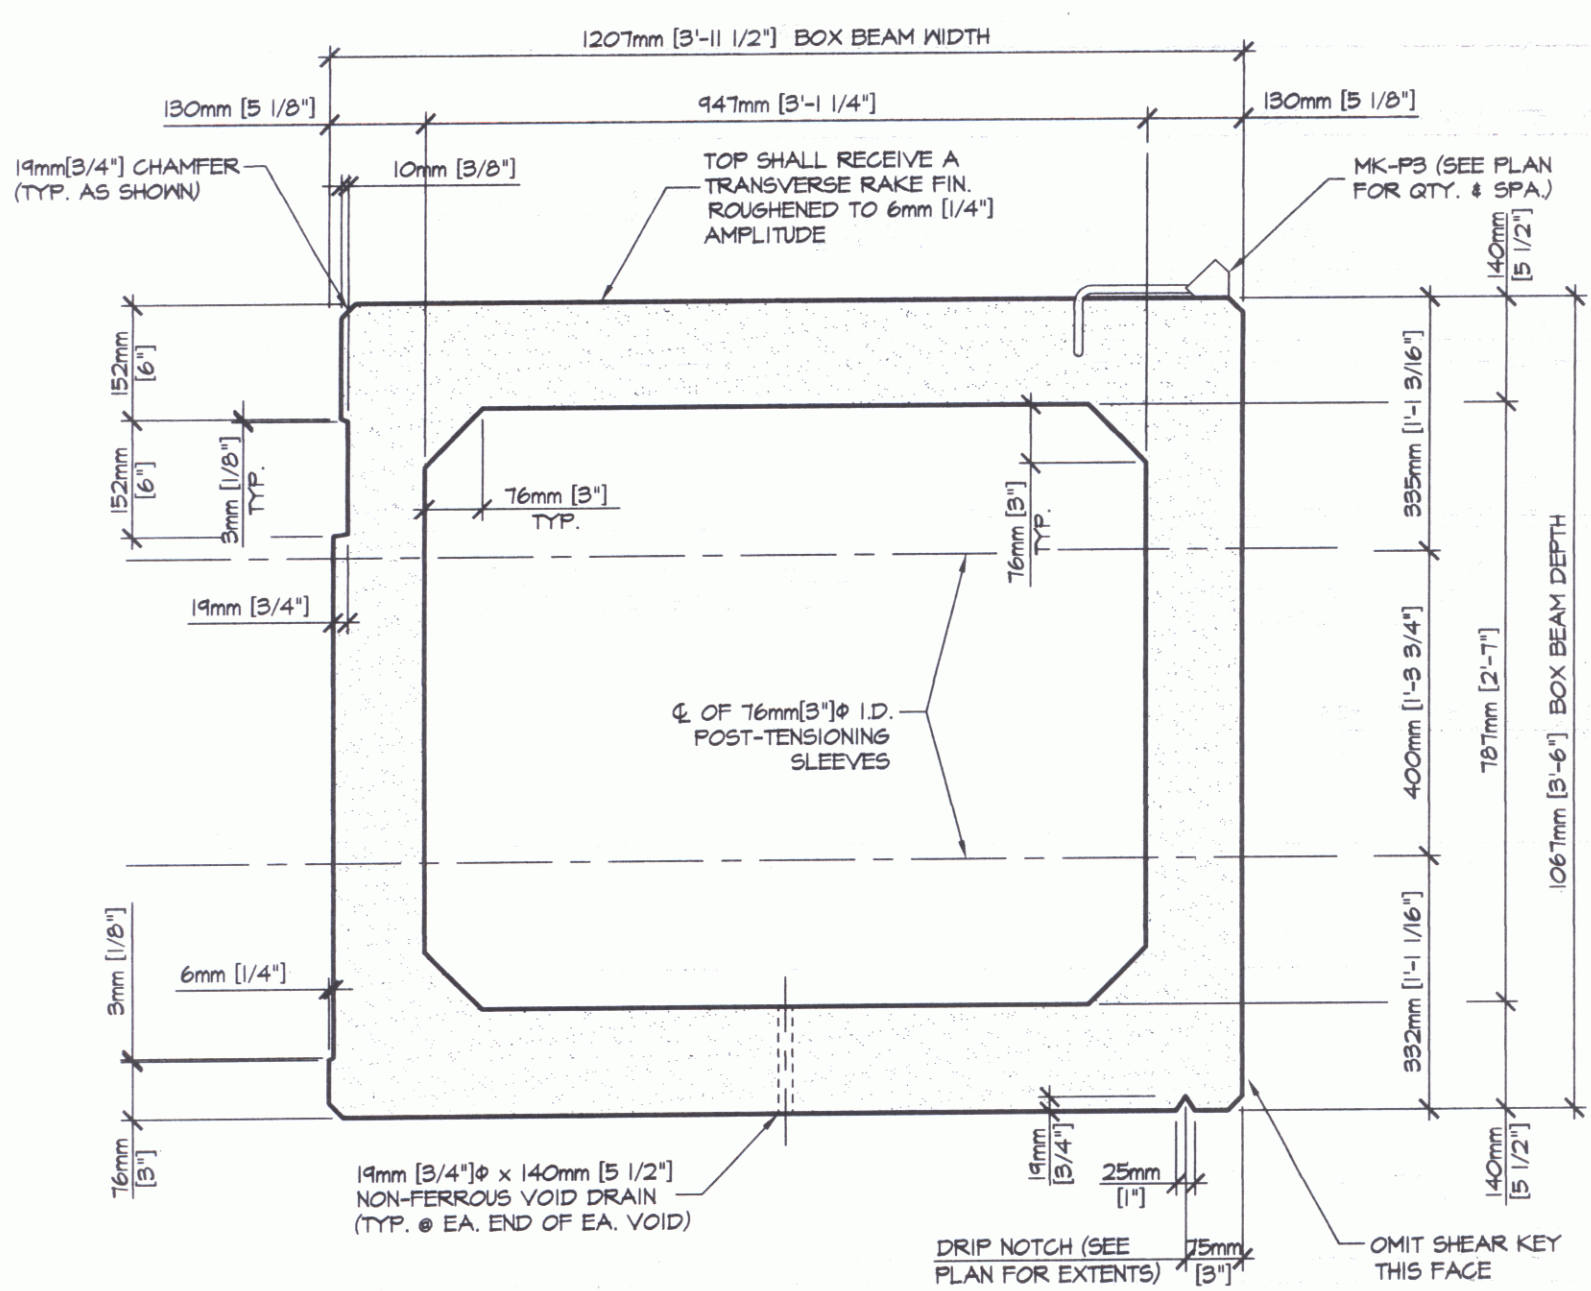 1207mm [3'-11 1/2"] BOX BEAM WIDTH
130mm [5 1/8"]
947mm [3'-1 1/4"]
130mm [5 1/8"]
19mm[3/4"] CHAMFER
(TYP. AS SHOWN)
10mm [3/8"]
TOP SHALL RECEIVE A
TRANSVERSE RAKE FIN.
ROUGHENED TO 6mm [1/4"]
AMPLITUDE
MK-P3 (SEE PLAN
FOR QTY. & SPA.)
140mm
[5 1/2"]
152mm
[6"]
152mm
[6"]
3mm [1/8"]
TYP.
76mm [3"]
TYP.
76mm [3"]
TYP.
335mm [1'-1 3/16"]
19mm [3/4"]
400mm [1'-3 3/4"]
787mm [2'-7"]
1067mm [3'-6"] BOX BEAM DEPTH
℄ OF 76mm[3"]Φ I.D.
POST-TENSIONING
SLEEVES
3mm [1/8"]
6mm [1/4"]
332mm [1'-1 1/16"]
76mm
[3"]
19mm [3/4"]Φ x 140mm [5 1/2"]
NON-FERROUS VOID DRAIN
(TYP. @ EA. END OF EA. VOID)
19mm
[3/4"]
25mm
[1"]
140mm
[5 1/2"]
DRIP NOTCH (SEE
PLAN FOR EXTENTS)
75mm
[3"]
OMIT SHEAR KEY
THIS FACE